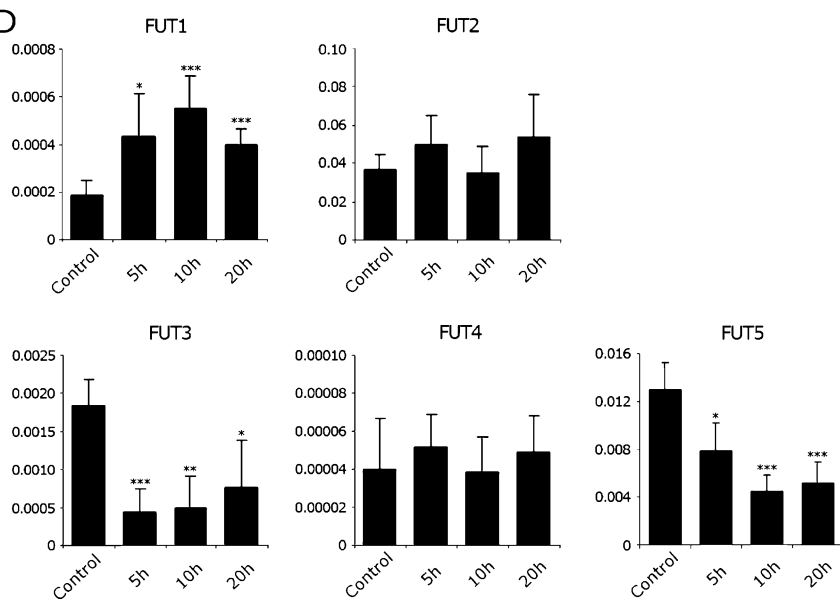 D
FUT1
0.0008
0.0006
0.0004
0.0002
0
*
***
***
Control
5h
10h
20h
FUT2
0.10
0.08
0.06
0.04
0.02
0
Control
5h
10h
20h
FUT3
0.0025
0.0020
0.0015
0.0010
0.0005
0
***
**
*
Control
5h
10h
20h
FUT4
0.00010
0.00008
0.00006
0.00004
0.00002
0
Control
5h
10h
20h
FUT5
0.016
0.012
0.008
0.004
0
*
***
***
Control
5h
10h
20h